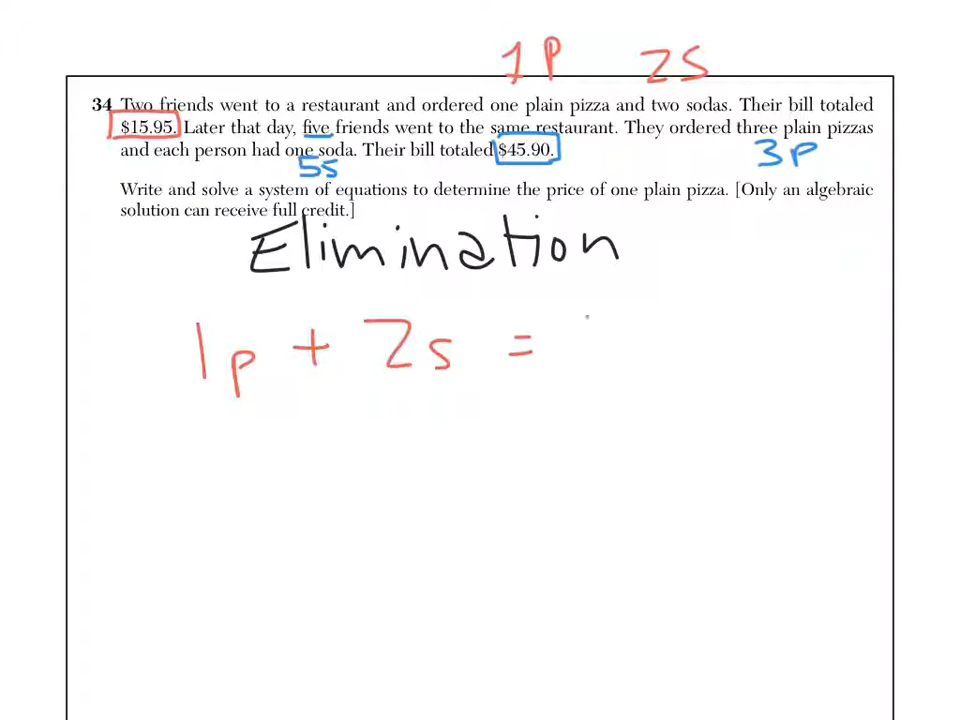 1P 2S
34 Two friends went to a restaurant and ordered one plain pizza and two sodas. Their bill totaled
$15.95. Later that day, five friends went to the same restaurant. They ordered three plain pizzas
and each person had one soda. Their bill totaled $45.90.
5s 3P
Write and solve a system of equations to determine the price of one plain pizza. [Only an algebraic
solution can receive full credit.]
Elimination
1p + 2s =